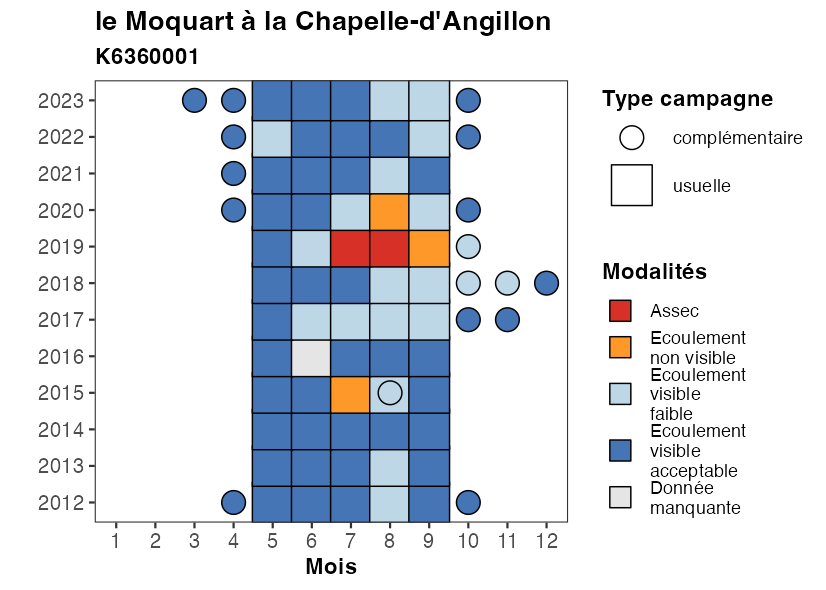 le Moquart à la Chapelle-d'Angillon
K6360001
2023
2022
2021
2020
2019
2018
2017
2016
2015
2014
2013
2012
1 2 3 4 5 6 7 8 9 10 11 12
Mois
Type campagne
complémentaire
usuelle
Modalités
Assec
Ecoulement
non visible
Ecoulement
visible
faible
Ecoulement
visible
acceptable
Donnée
manquante